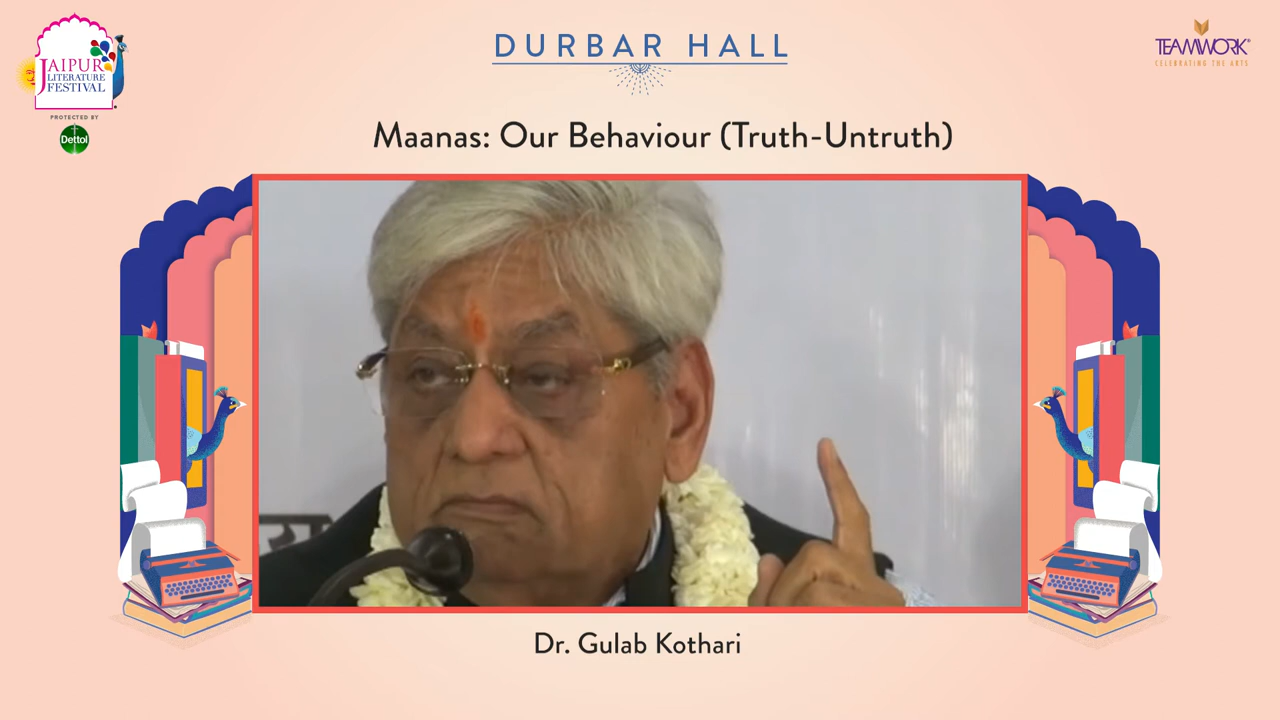 JAIPUR
LITERATURE
FESTIVAL
PROTECTED BY
Dettol
DURBAR HALL
TEAMWORK®
CELEBRATING THE ARTS
Maanas: Our Behaviour (Truth-Untruth)
Dr. Gulab Kothari